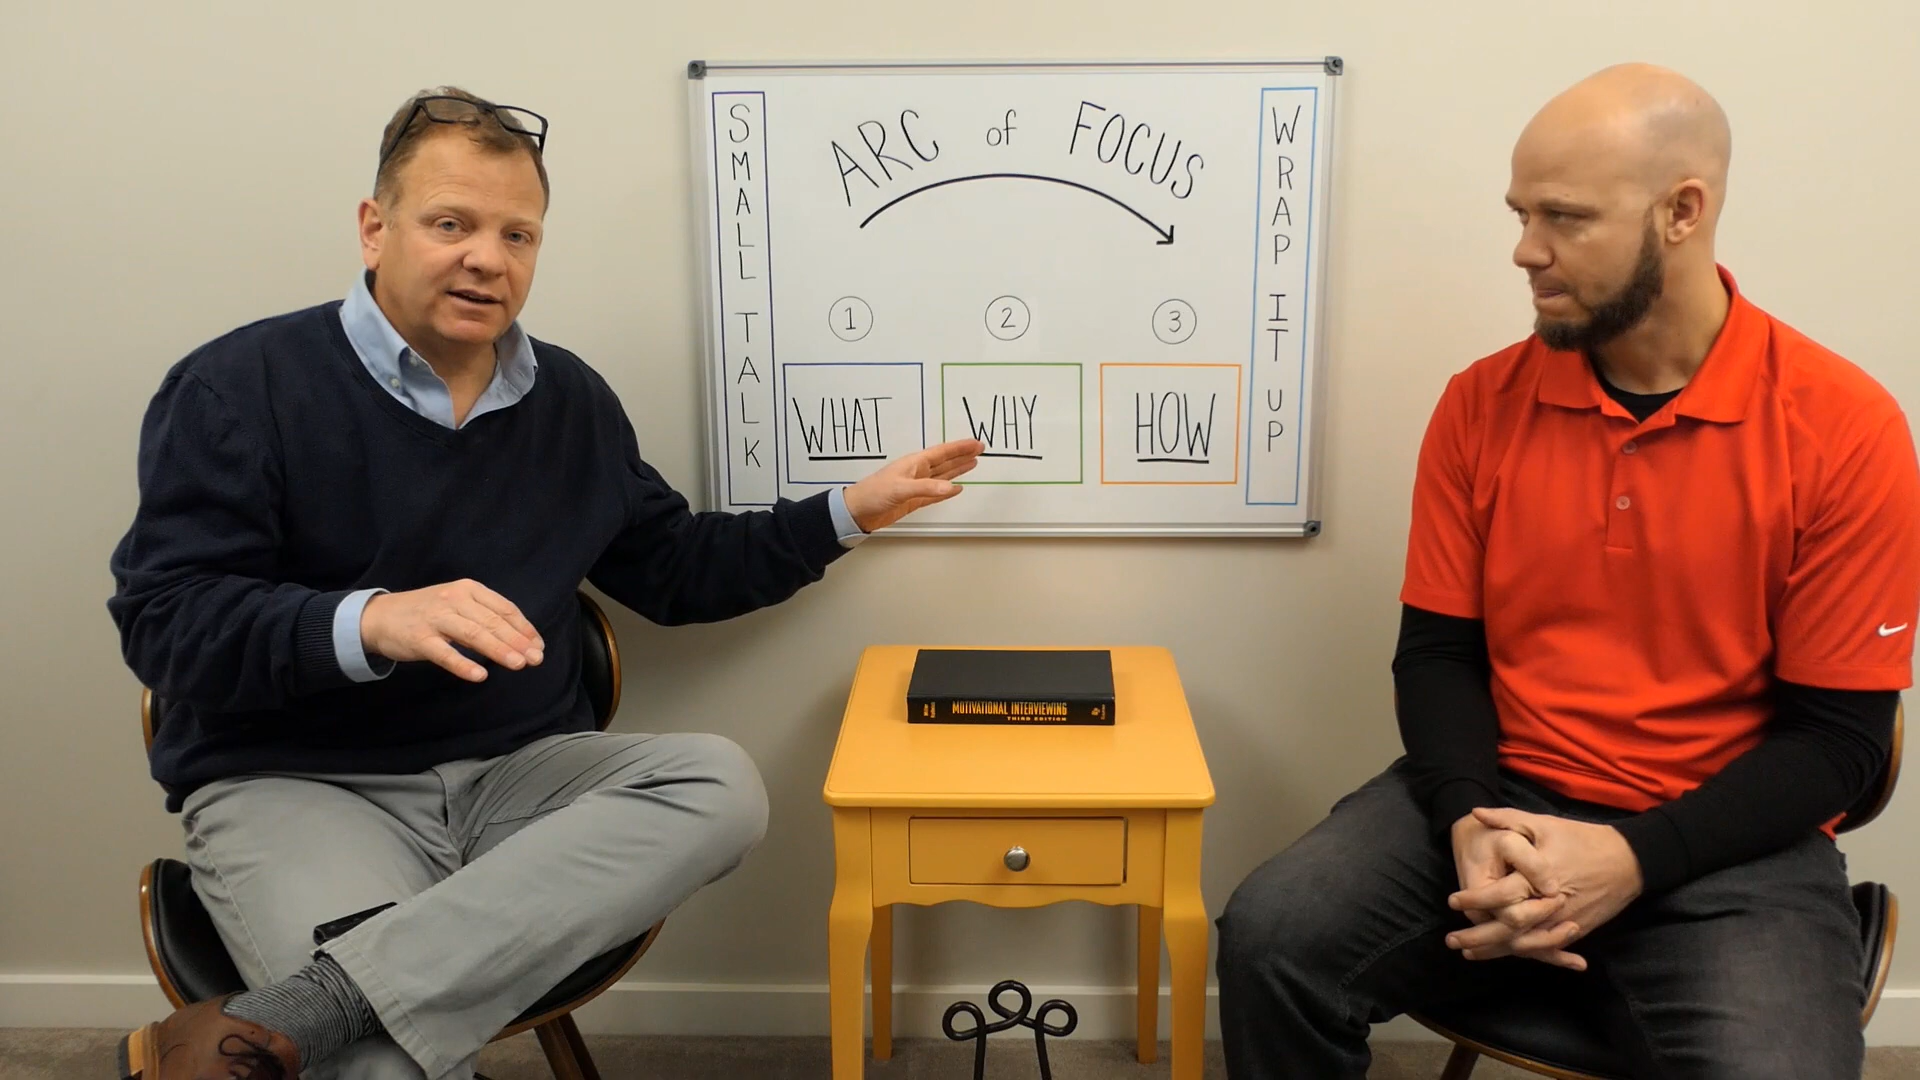 SMALL TALK
ARC of FOCUS
WRAP IT UP
1 2 3
WHAT WHY HOW
MOTIVATIONAL INTERVIEWING
THIRD EDITION